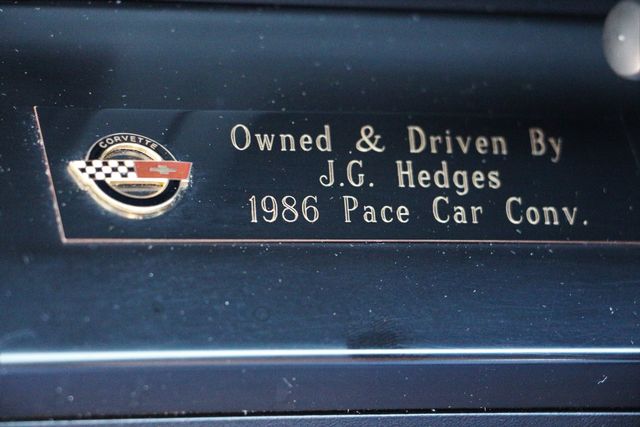 CORVETTE
Owned & Driven By
J.G. Hedges
1986 Pace Car Conv.